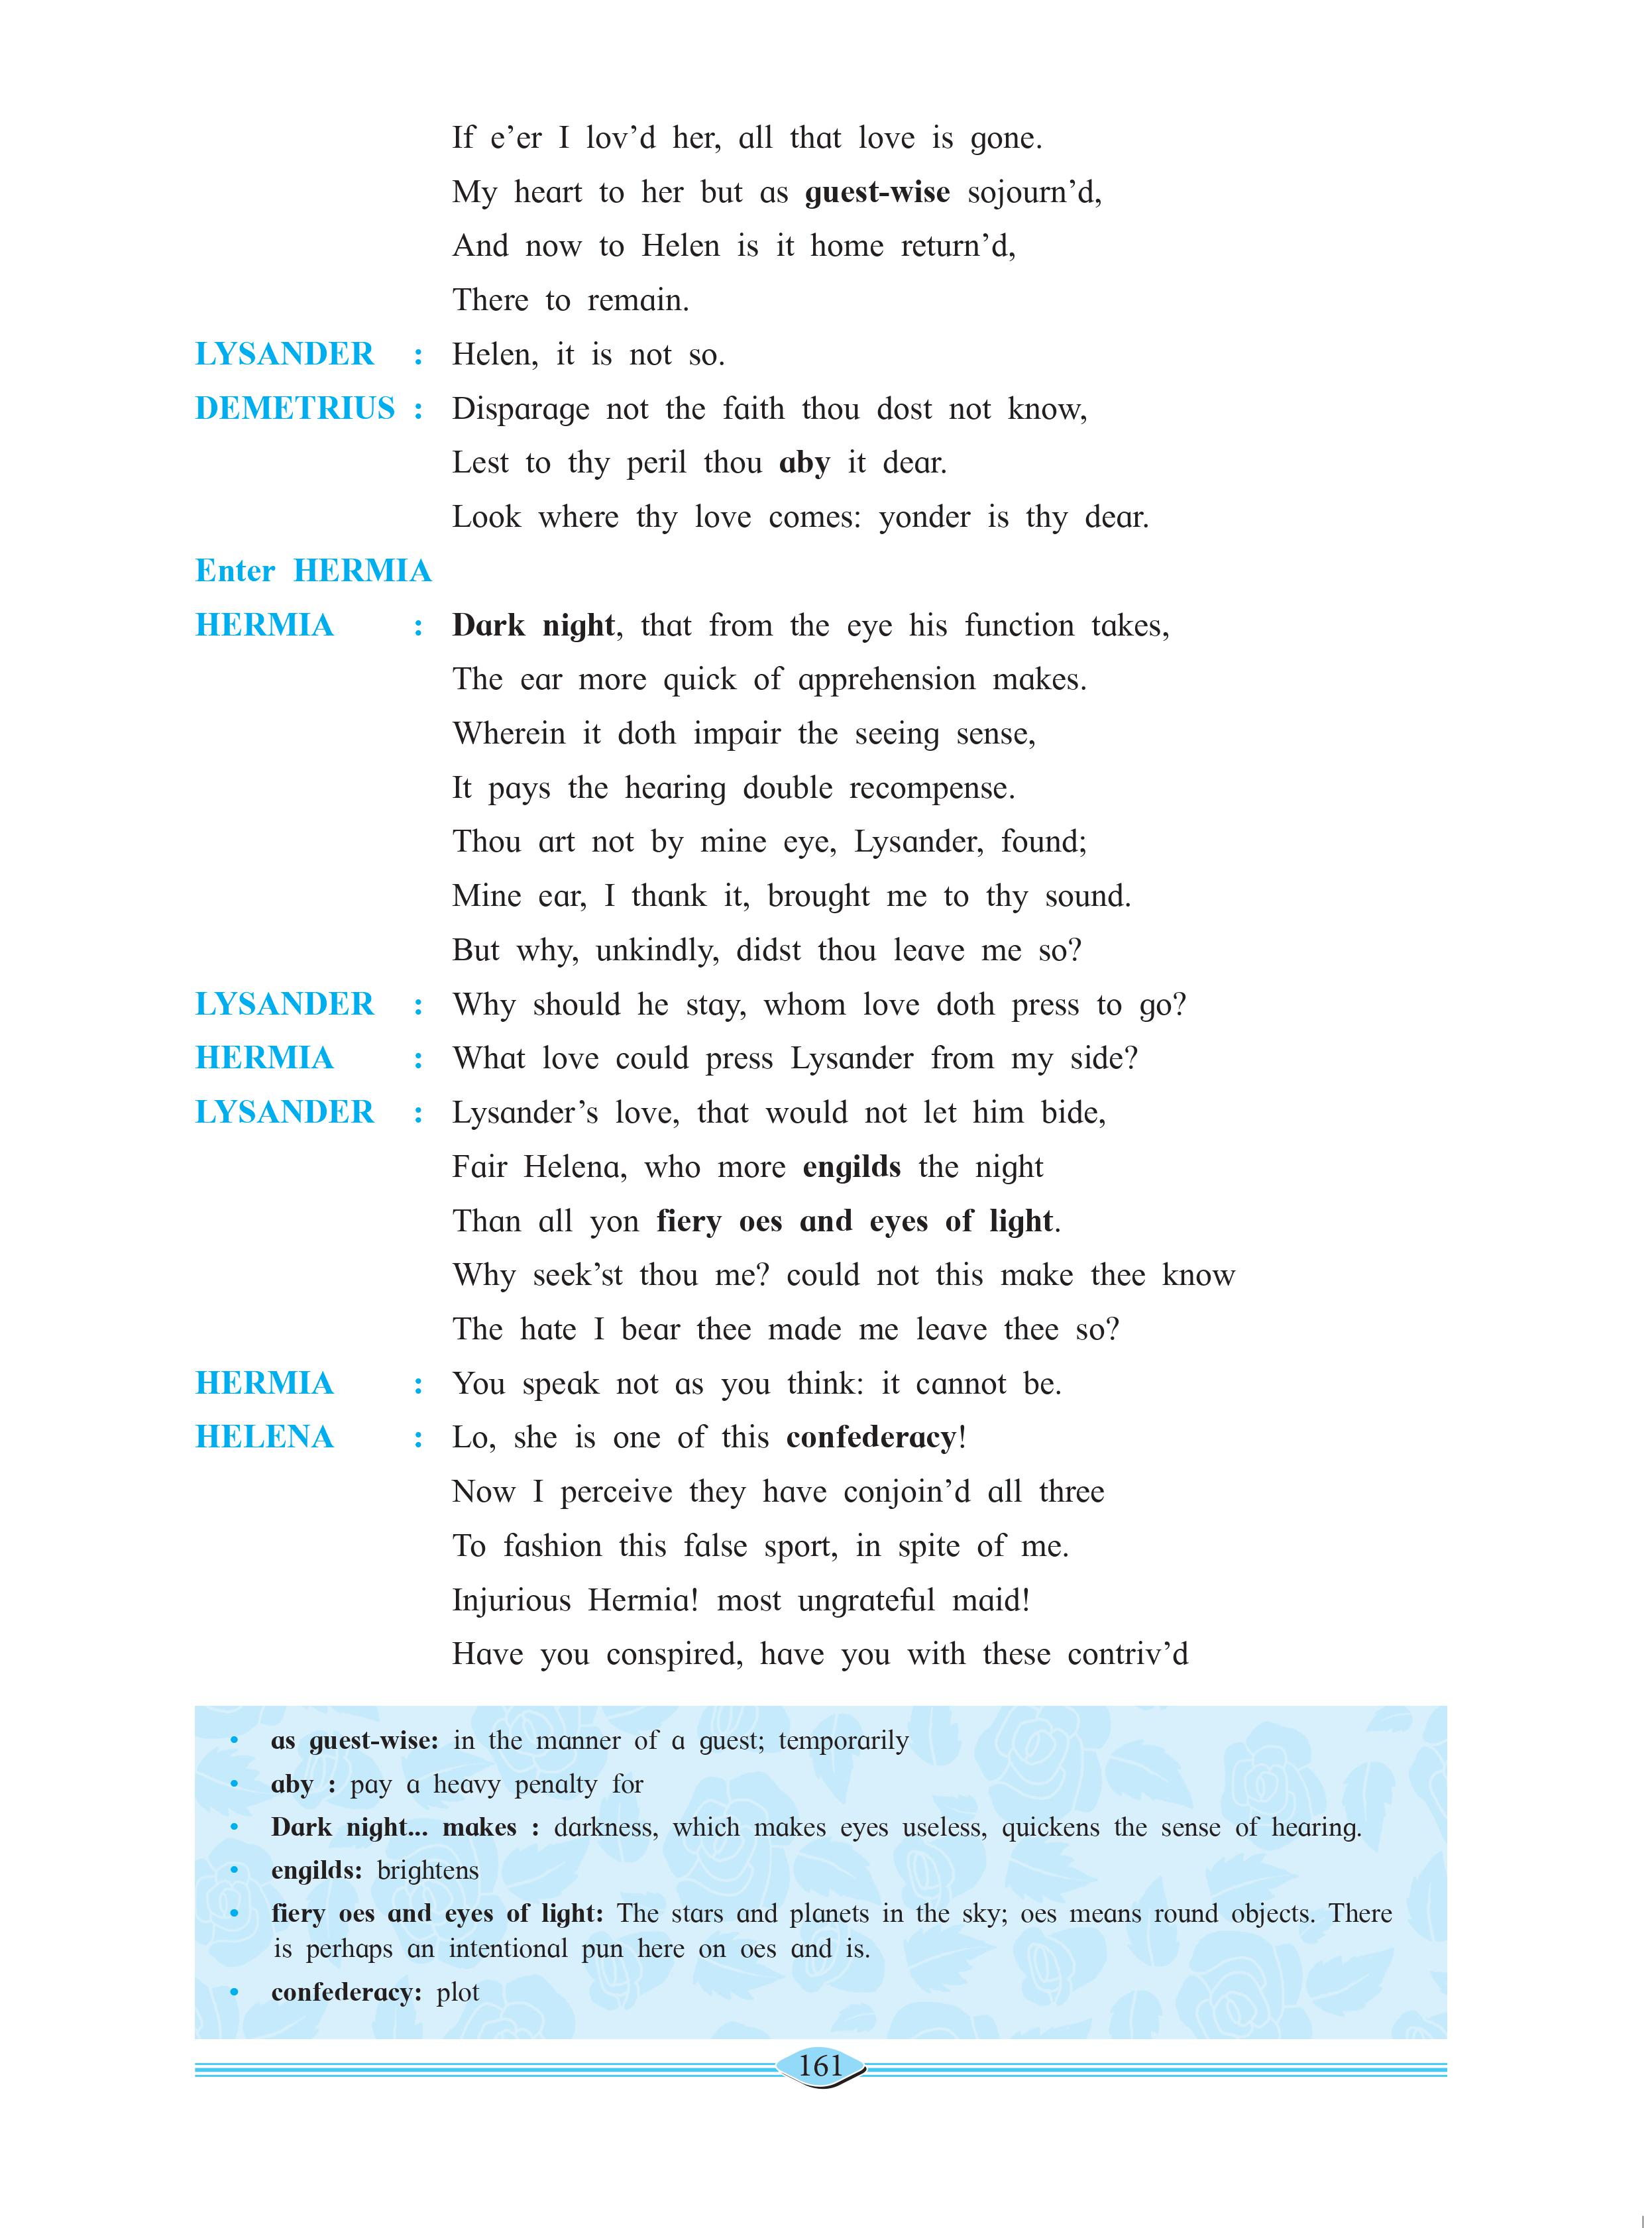 If e’er I lov’d her, all that love is gone.
My heart to her but as guest-wise sojourn’d,
And now to Helen is it home return’d,
There to remain.
LYSANDER : Helen, it is not so.
DEMETRIUS : Disparage not the faith thou dost not know,
Lest to thy peril thou aby it dear.
Look where thy love comes: yonder is thy dear.
Enter HERMIA
HERMIA : Dark night, that from the eye his function takes,
The ear more quick of apprehension makes.
Wherein it doth impair the seeing sense,
It pays the hearing double recompense.
Thou art not by mine eye, Lysander, found;
Mine ear, I thank it, brought me to thy sound.
But why, unkindly, didst thou leave me so?
LYSANDER : Why should he stay, whom love doth press to go?
HERMIA : What love could press Lysander from my side?
LYSANDER : Lysander’s love, that would not let him bide,
Fair Helena, who more engilds the night
Than all yon fiery oes and eyes of light.
Why seek’st thou me? could not this make thee know
The hate I bear thee made me leave thee so?
HERMIA : You speak not as you think: it cannot be.
HELENA : Lo, she is one of this confederacy!
Now I perceive they have conjoin’d all three
To fashion this false sport, in spite of me.
Injurious Hermia! most ungrateful maid!
Have you conspired, have you with these contriv’d
• as guest-wise: in the manner of a guest; temporarily
• aby : pay a heavy penalty for
• Dark night... makes : darkness, which makes eyes useless, quickens the sense of hearing.
• engilds: brightens
• fiery oes and eyes of light: The stars and planets in the sky; oes means round objects. There
is perhaps an intentional pun here on oes and is.
• confederacy: plot
161